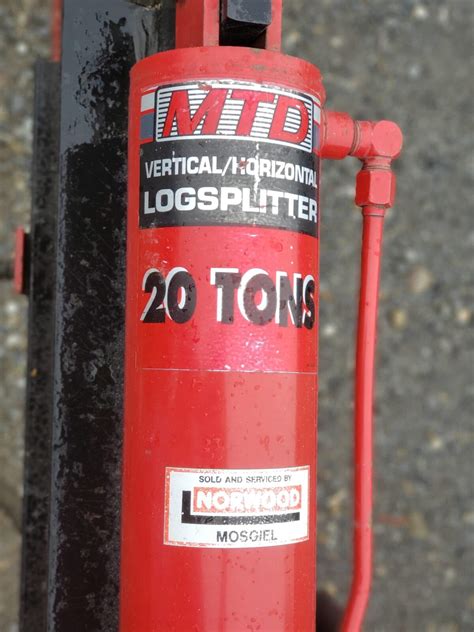 MTD
VERTICAL/HORIZONTAL
LOGSPLITTER
20 TONS
SOLD AND SERVICED BY
NORWOOD
MOSGIEL